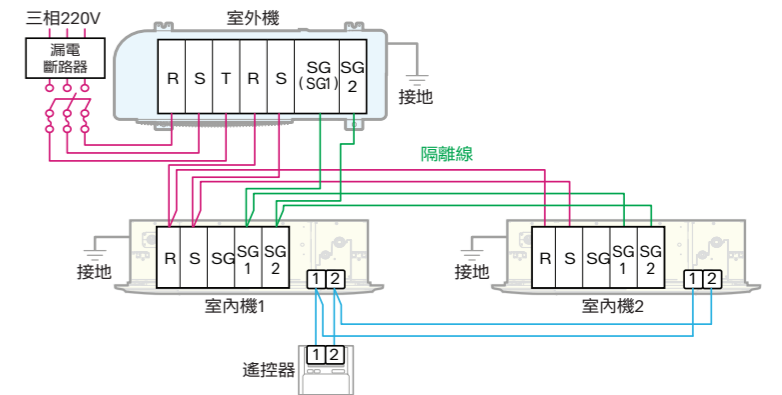 三相220V
室外機
漏電
斷路器
R S T R S SG (SG1) SG 2
接地
隔離線
R S SG SG 1 SG 2
1 2
接地
室內機1
R S SG SG 1 SG 2
1 2
接地
室內機2
1 2
遙控器